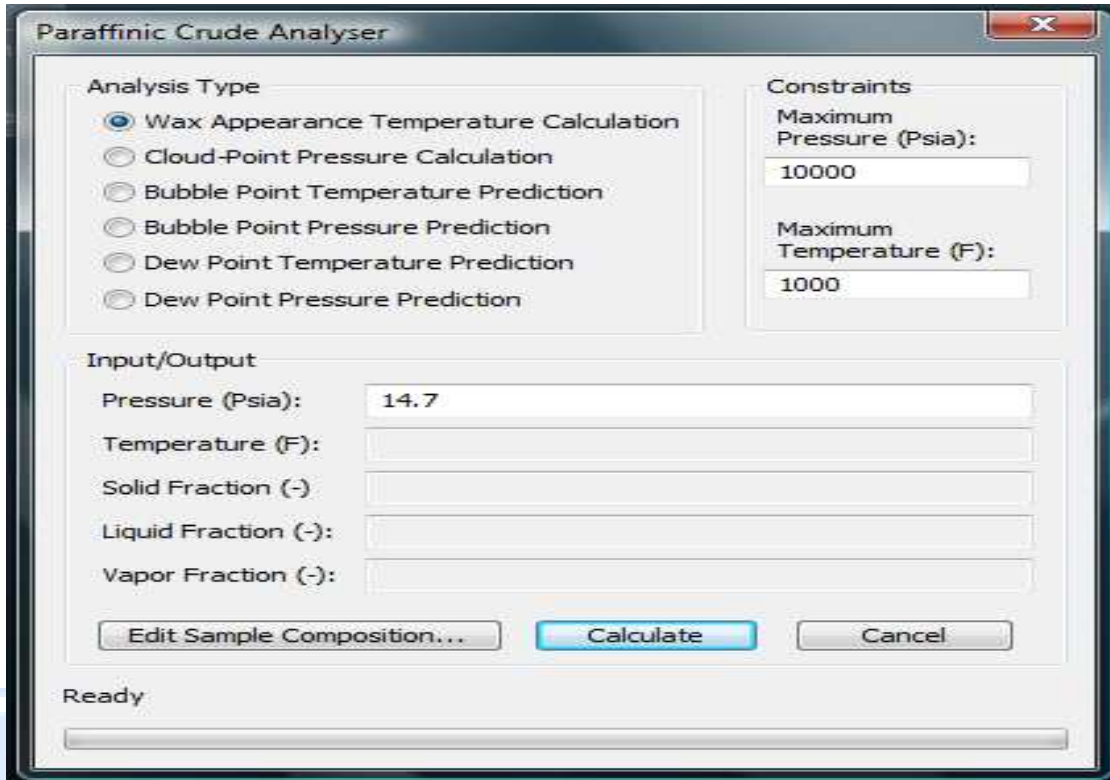 Paraffinic Crude Analyser
Analysis Type
Wax Appearance Temperature Calculation
Cloud-Point Pressure Calculation
Bubble Point Temperature Prediction
Bubble Point Pressure Prediction
Dew Point Temperature Prediction
Dew Point Pressure Prediction
Constraints
Maximum
Pressure (Psia):
10000
Maximum
Temperature (F):
1000
Input/Output
Pressure (Psia):
14.7
Temperature (F):
Solid Fraction (-)
Liquid Fraction (-):
Vapor Fraction (-):
Edit Sample Composition...
Calculate
Cancel
Ready